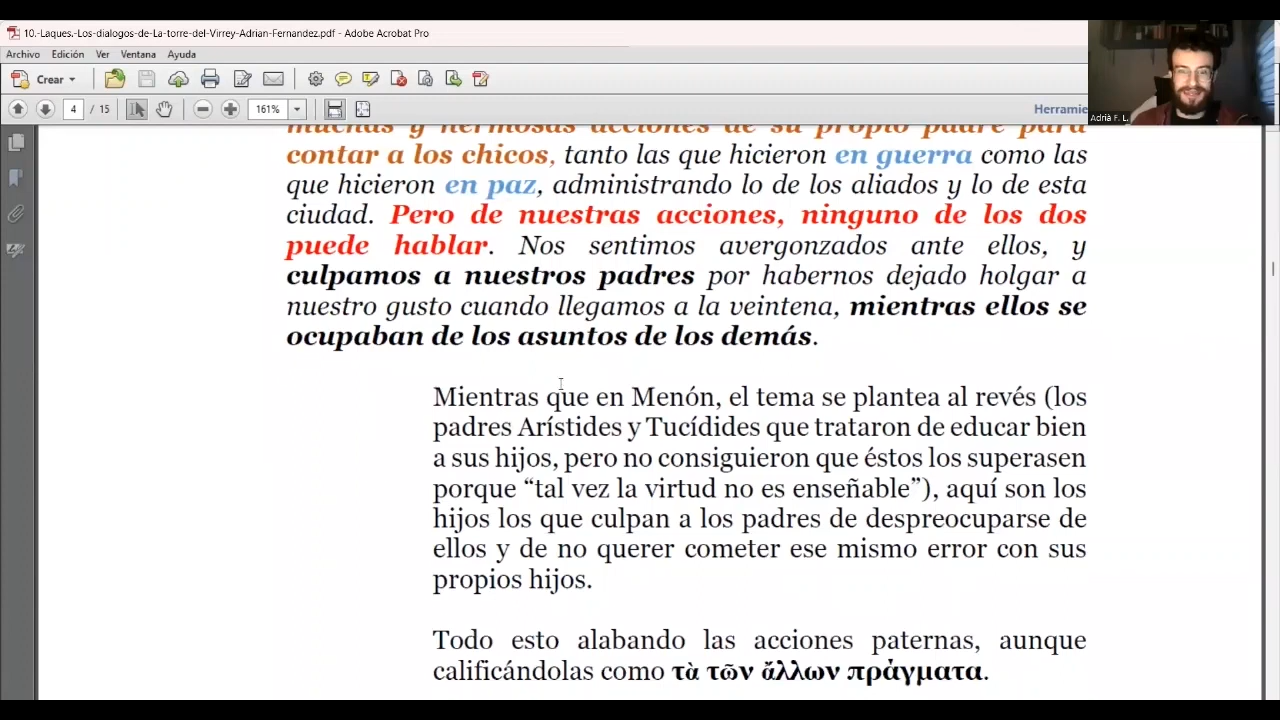 10.-Laques.-Los-dialogos-de-La-torre-del-Virrey-Adrian-Fernandez.pdf - Adobe Acrobat Pro
Archivo Edición Ver Ventana Ayuda
Crear
4 / 15 161% Herramie
Adrià F. L.
muchas y hermosas acciones de su propio padre para
contar a los chicos, tanto las que hicieron en guerra como las
que hicieron en paz, administrando lo de los aliados y lo de esta
ciudad. Pero de nuestras acciones, ninguno de los dos
puede hablar. Nos sentimos avergonzados ante ellos, y
culpamos a nuestros padres por habernos dejado holgar a
nuestro gusto cuando llegamos a la veintena, mientras ellos se
ocupaban de los asuntos de los demás.
Mientras que en Menón, el tema se plantea al revés (los
padres Arístides y Tucídides que trataron de educar bien
a sus hijos, pero no consiguieron que éstos los superasen
porque “tal vez la virtud no es enseñable”), aquí son los
hijos los que culpan a los padres de despreocuparse de
ellos y de no querer cometer ese mismo error con sus
propios hijos.
Todo esto alabando las acciones paternas, aunque
calificándolas como τὰ τῶν ἄλλων πράγματα.